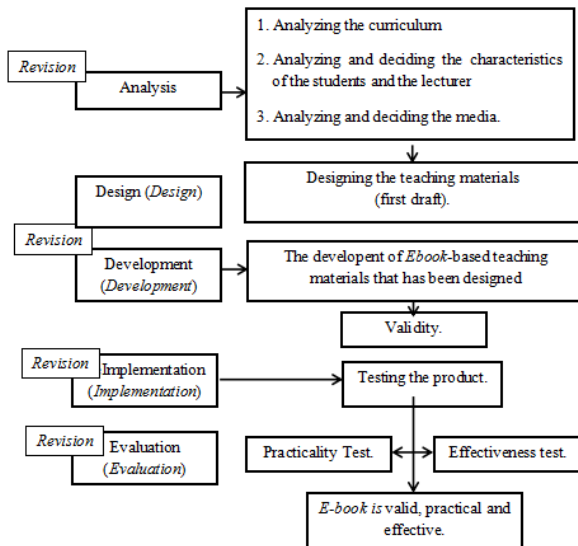 1. Analyzing the curriculum
2. Analyzing and deciding the characteristics
of the students and the lecturer
3. Analyzing and deciding the media.
Revision
Analysis
Designing the teaching materials
(first draft).
Design (Design)
Revision
Development
(Development)
The developent of Ebook-based teaching
materials that has been designed
Validity.
Revision
Implementation
(Implementation)
Testing the product.
Revision
Evaluation
(Evaluation)
Practicality Test.
Effectiveness test.
E-book is valid, practical and
effective.